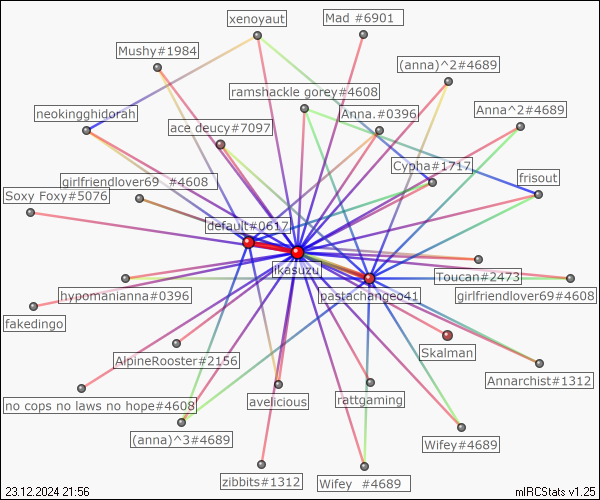 xenoyaut
Mad #6901
Mushy#1984
(anna)^2#4689
ramshackle gorey#4608
neokingghidorah
Anna.#0396
Anna^2#4689
ace deucy#7097
Cypha#1717
frisout
girlfriendlover69 #4608
Soxy Foxy#5076
default#0617
ikasuzu
Toucan#2473
hypomanianna#0396
pastachangeo41
girlfriendlover69#4608
fakedingo
Skalman
AlpineRooster#2156
Annarchist#1312
no cops no laws no hope#4608
avelicious
rattgaming
(anna)^3#4689
Wifey#4689
zibbits#1312
Wifey #4689
23.12.2024 21:56
mIRCStats v1.25